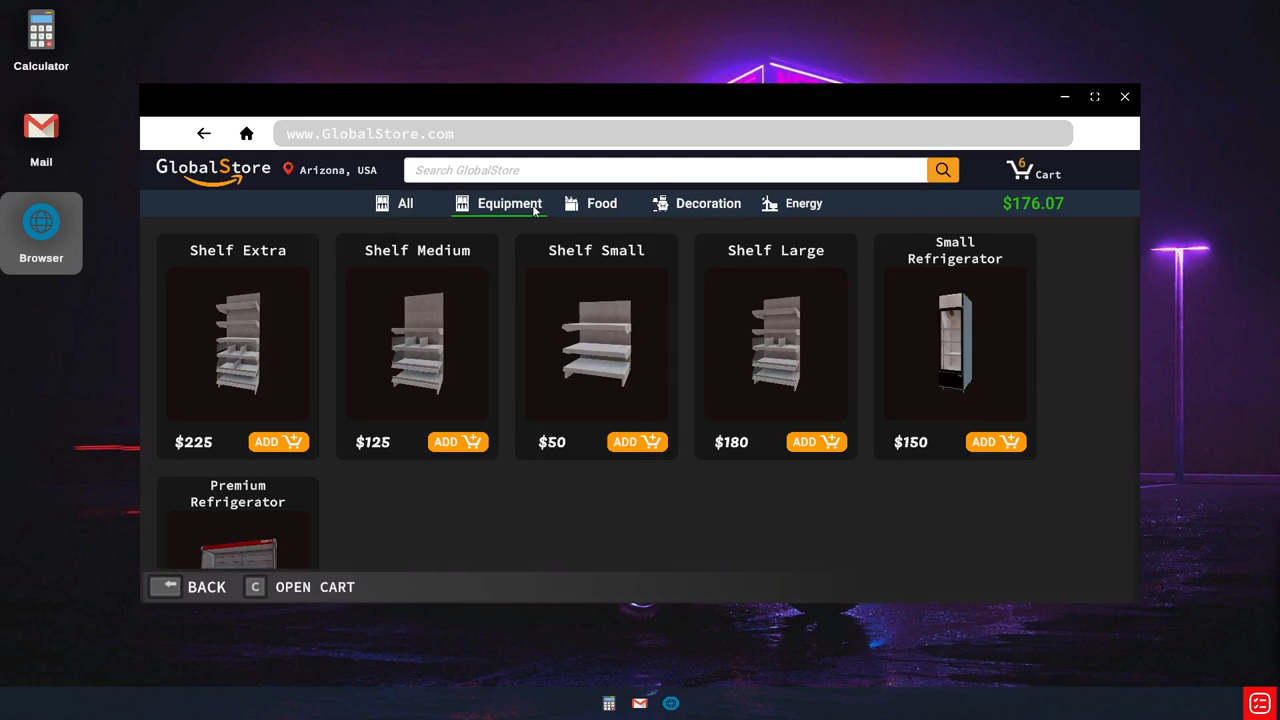 Calculator
Mail
Browser
www.GlobalStore.com
GlobalStore
Arizona, USA
Search GlobalStore
6
Cart
All
Equipment
Food
Decoration
Energy
$176.07
Shelf Extra
Shelf Medium
Shelf Small
Shelf Large
Small
Refrigerator
$225
ADD
$125
ADD
$50
ADD
$180
ADD
$150
ADD
Premium
Refrigerator
BACK
C
OPEN CART